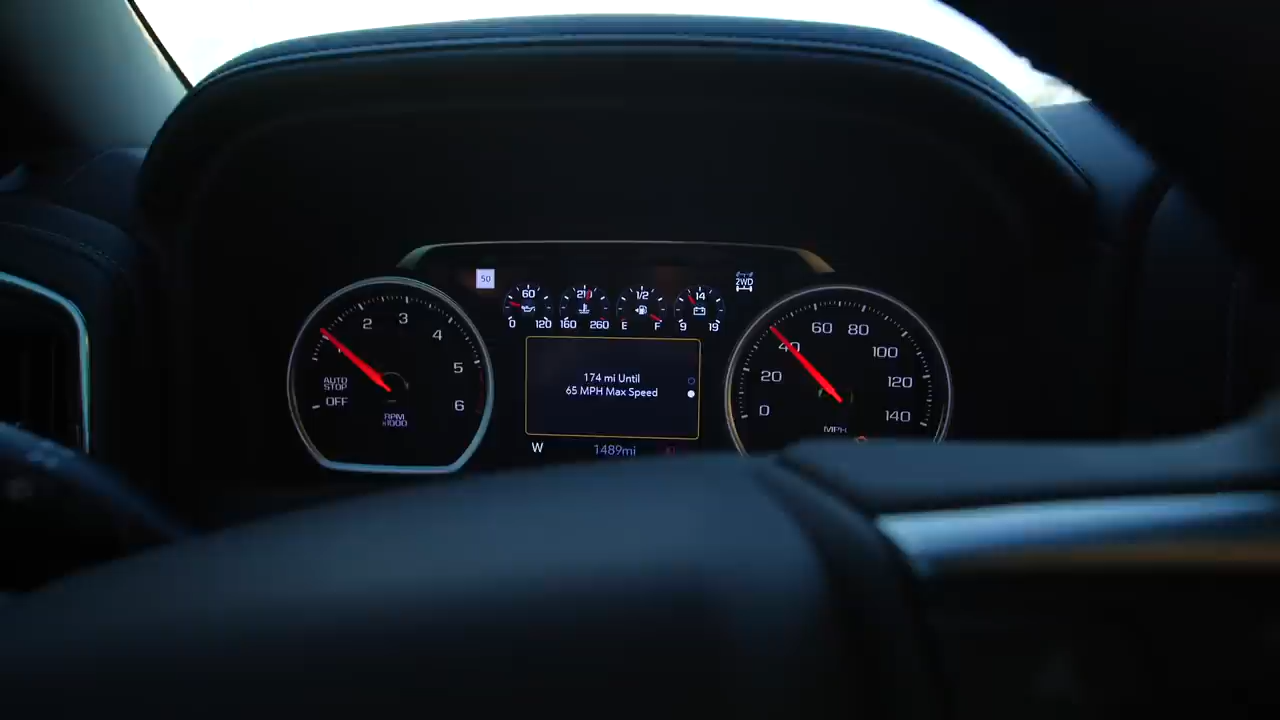 50
60
0 120
210
160 260
1/2
E F
14
9 19
2WD
2 3 4 5 6
AUTO
STOP
OFF
RPM
x1000
174 mi Until
65 MPH Max Speed
W 1489mi
0 20 40 60 80 100 120 140
MPH